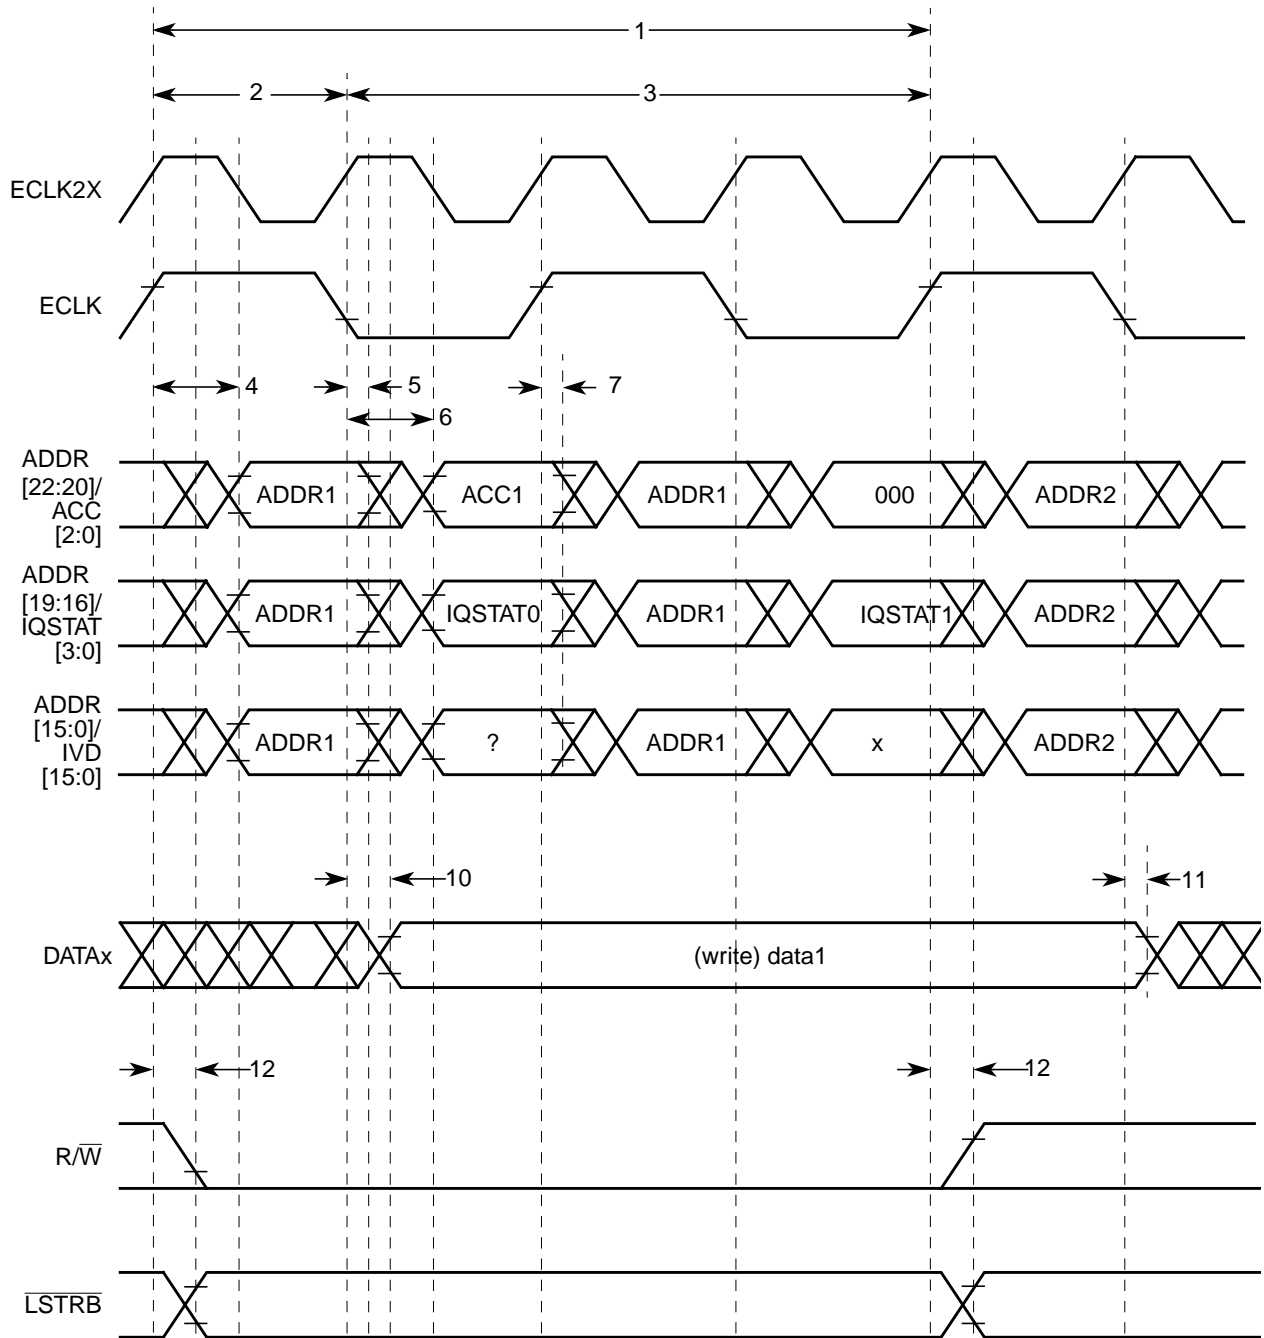 1
2 3
ECLK2X
ECLK
4 5 7
6
ADDR
[22:20]/
ACC
[2:0]
ADDR1 ACC1 ADDR1 000 ADDR2
ADDR
[19:16]/
IQSTAT
[3:0]
ADDR1 IQSTAT0 ADDR1 IQSTAT1 ADDR2
ADDR
[15:0]/
IVD
[15:0]
ADDR1 ? ADDR1 x ADDR2
10 11
DATAx (write) data1
12 12
R/W
LSTRB